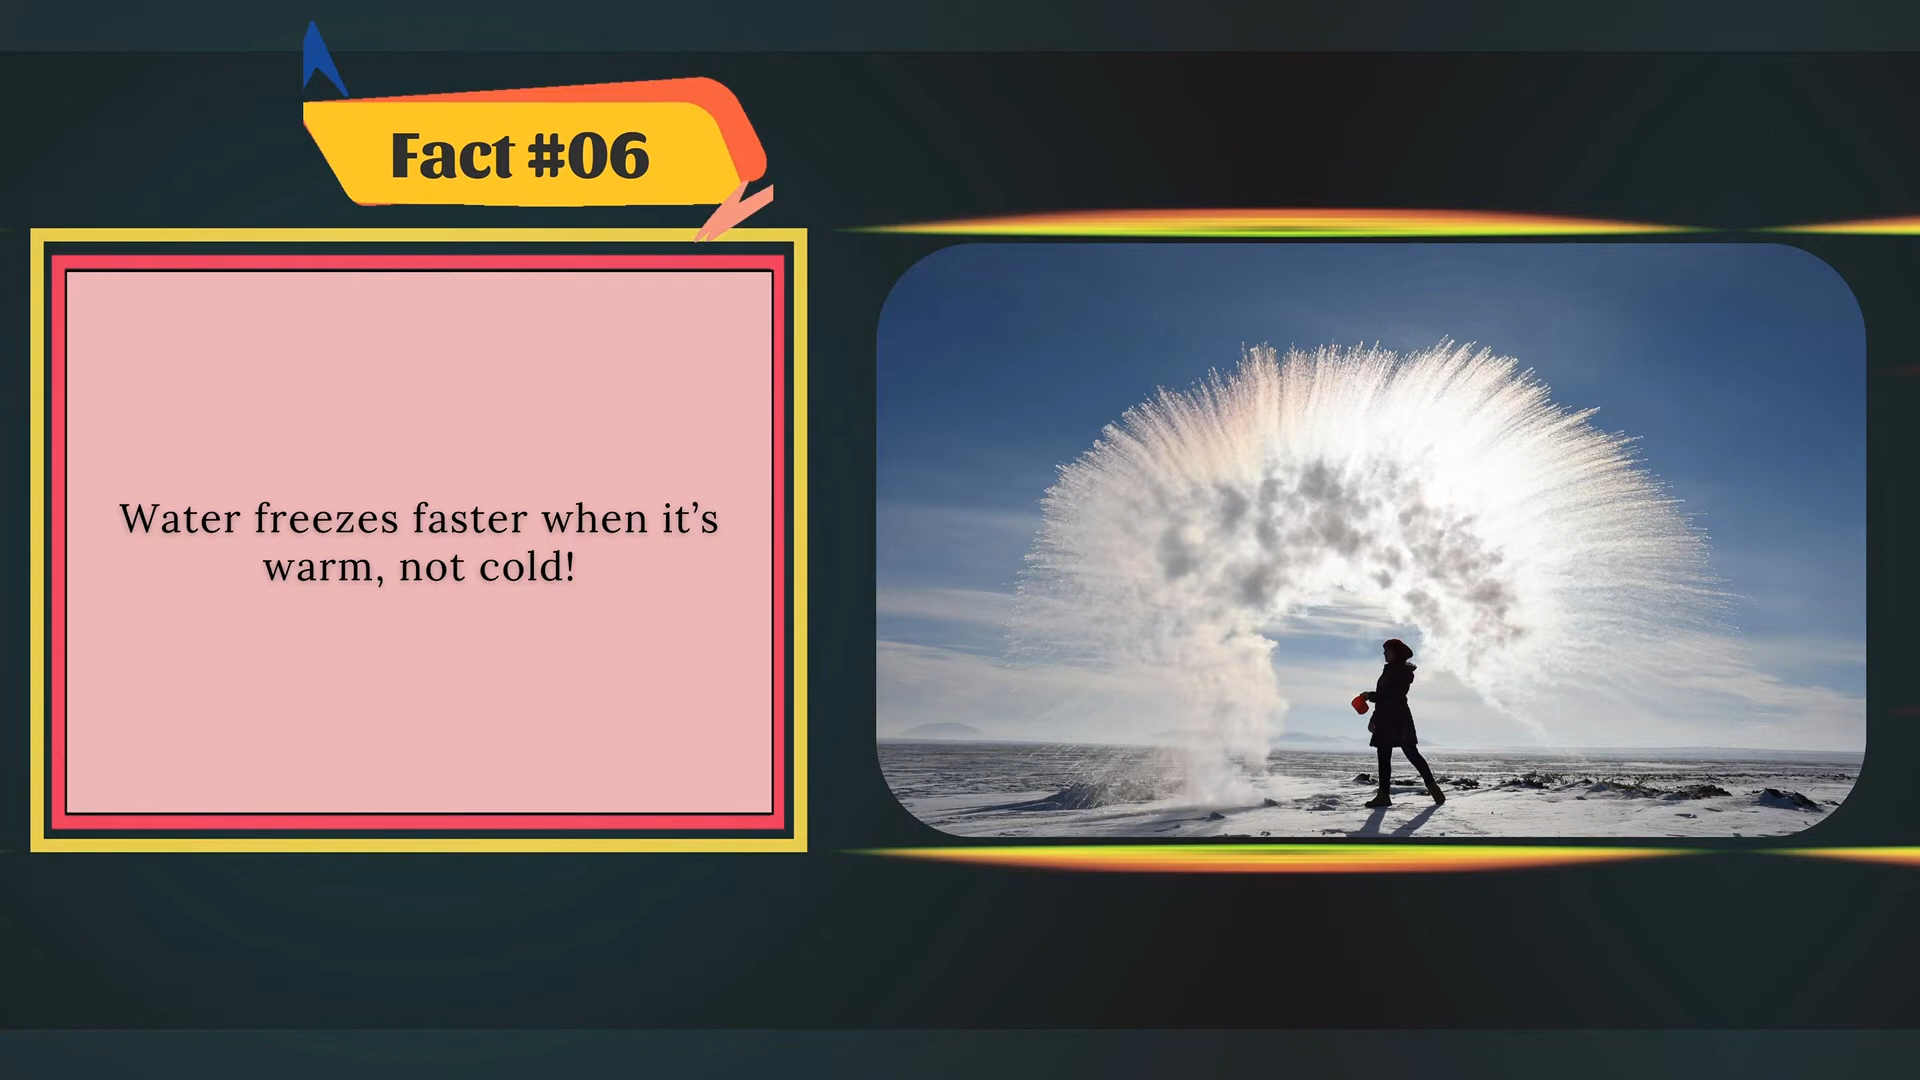 Fact #06
Water freezes faster when it’s
warm, not cold!